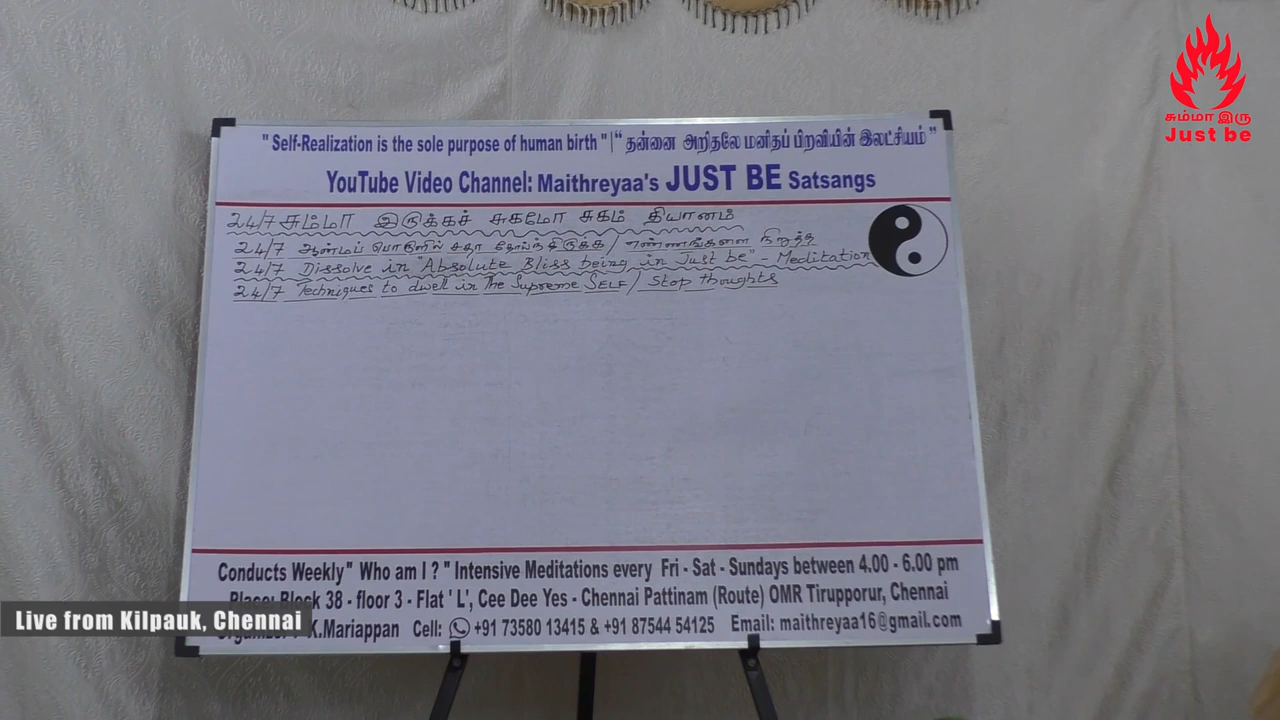 " Self-Realization is the sole purpose of human birth " | “ தன்னை அறிதலே மனிதப் பிறவியின் இலட்சியம் ”
YouTube Video Channel: Maithreyaa's JUST BE Satsangs
24/7 சும்மா இருக்கச் சுகமோ சுகம் தியானம்
24/7 ஆன்மப் பொருளில் சதா தோய்ந்திருக்க / எண்ணங்களை நிறுத்த
24/7 Dissolve in "Absolute Bliss being in Just be" - Meditation
24/7 Techniques to dwell in The Supreme SELF / Stop thoughts
Conducts Weekly " Who am I ? " Intensive Meditations every Fri - Sat - Sundays between 4.00 - 6.00 pm
Place: Block 38 - floor 3 - Flat ' L', Cee Dee Yes - Chennai Pattinam (Route) OMR Tirupporur, Chennai
K.Mariappan Cell: +91 73580 13415 & +91 87544 54125 Email: maithreyaa16@gmail.com
சும்மா இரு
Just be
Live from Kilpauk, Chennai